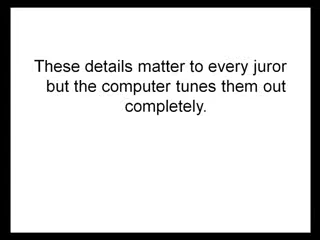 These details matter to every juror
but the computer tunes them out
completely.